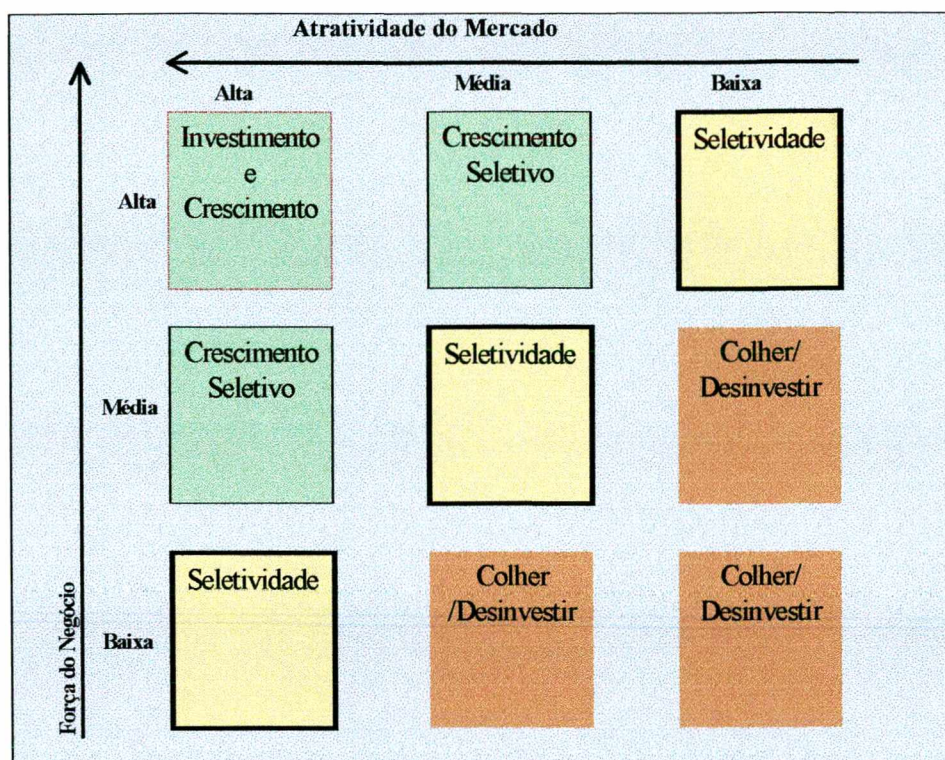 Atratividade do Mercado
Alta
Média
Baixa
Alta
Investimento
e
Crescimento
Crescimento
Seletivo
Seletividade
Média
Crescimento
Seletivo
Seletividade
Colher/
Desinvestir
Baixa
Seletividade
Colher
/Desinvestir
Colher/
Desinvestir
Força do Negócio